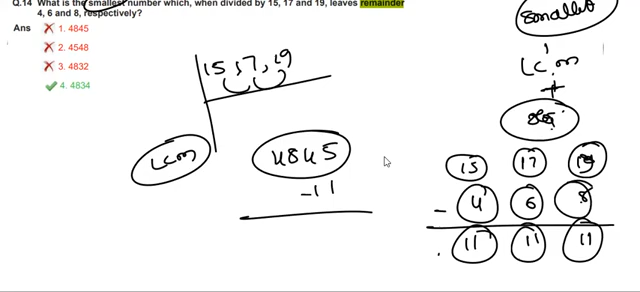 Q.14 What is the smallest number which, when divided by 15, 17 and 19, leaves remainder
4, 6 and 8, respectively?
Ans 1. 4845
2. 4548
3. 4832
4. 4834
smallest
LCM
+
15, 17, 19
LCM
4845
-11
15 17 19
- 4 6 8
11 11 11